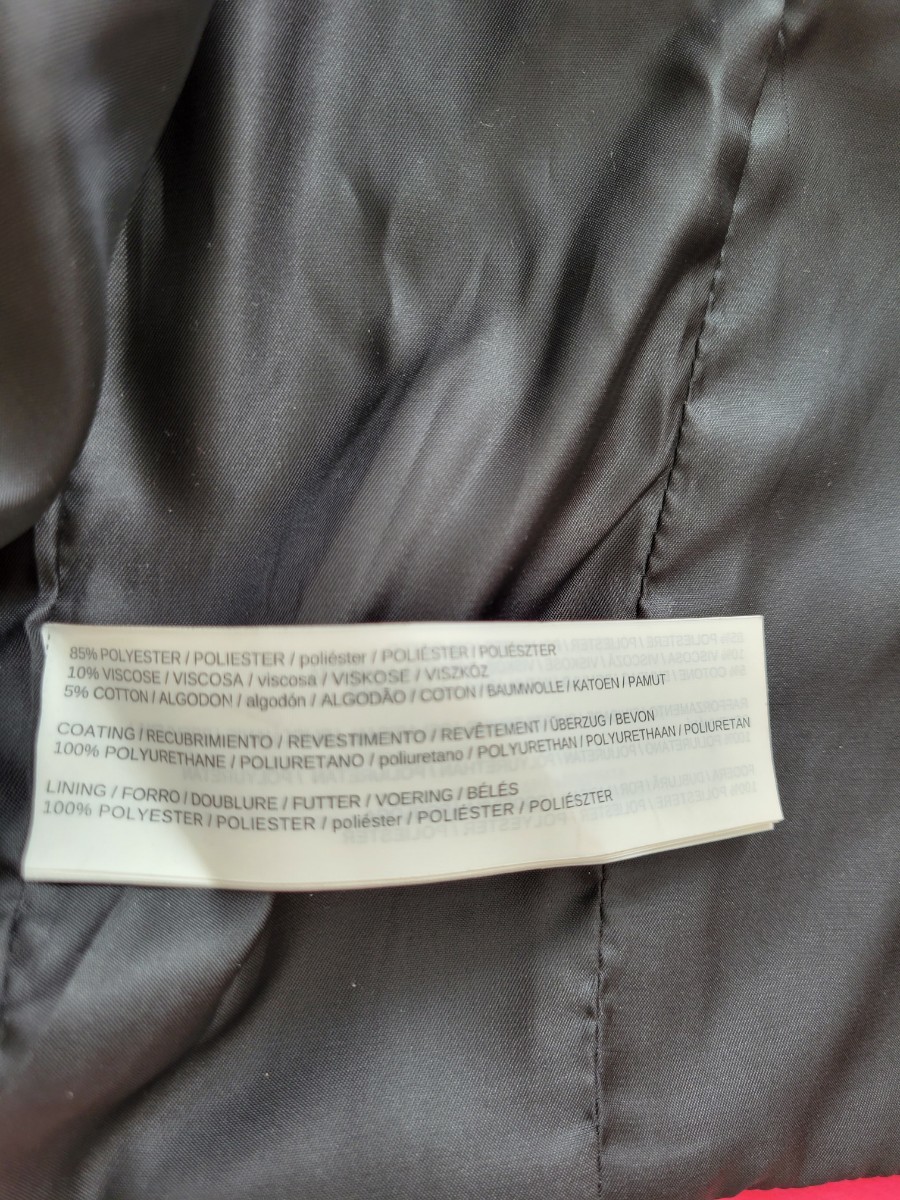 85% POLYESTER / POLIESTER / poliéster / POLIÉSTER / POLIÉSZTER
10% VISCOSE / VISCOSA / viscosa / VISKOSE / VISZKÓZ
5% COTTON / ALGODON / algodón / ALGODÃO / COTON / BAUMWOLLE / KATOEN / PAMUT
COATING / RECUBRIMIENTO / REVESTIMENTO / REVÊTEMENT / ÜBERZUG / BEVON
100% POLYURETHANE / POLIURETANO / poliuretano / POLYURETHAN / POLYURETHAAN / POLIURETAN
LINING / FORRO / DOUBLURE / FUTTER / VOERING / BÉLÉS
100% POLYESTER / POLIESTER / poliéster / POLIÉSTER / POLIÉSZTER